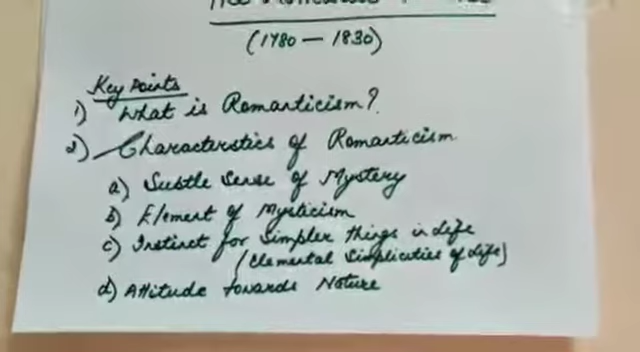 (1780 — 1830)
Key Points
1) What is Romanticism?
2) Characterstics of Romanticism
a) Subtle Sense of Mystery
b) Element of Mysticism
c) Instinct for Simpler things in life
(Elemental Simplicities of life)
d) Attitude towards Nature